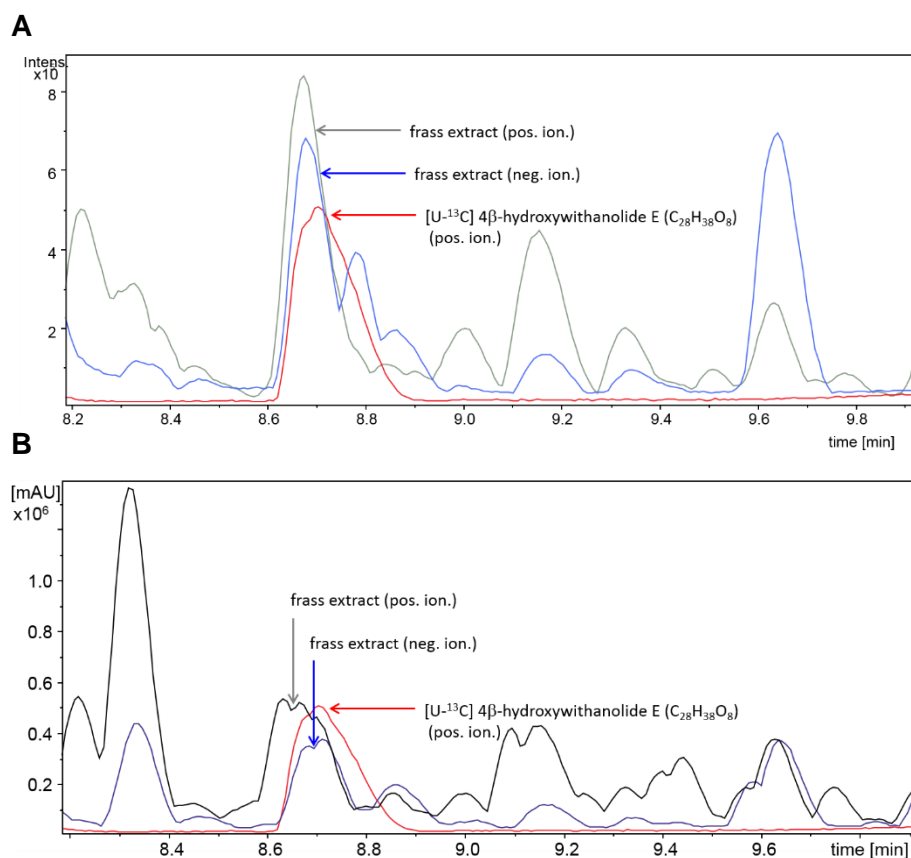 A
Intens.
x10
8
6
4
2
frass extract (pos. ion.)
frass extract (neg. ion.)
[U-¹³C] 4β-hydroxywithanolide E (C₂₈H₃₈O₈)
(pos. ion.)
8.2 8.4 8.6 8.8 9.0 9.2 9.4 9.6 9.8
time [min]
B
[mAU]
x10⁶
1.0
0.8
0.6
0.4
0.2
frass extract (pos. ion.)
frass extract (neg. ion.)
[U-¹³C] 4β-hydroxywithanolide E (C₂₈H₃₈O₈)
(pos. ion.)
8.4 8.6 8.8 9.0 9.2 9.4 9.6 time [min]